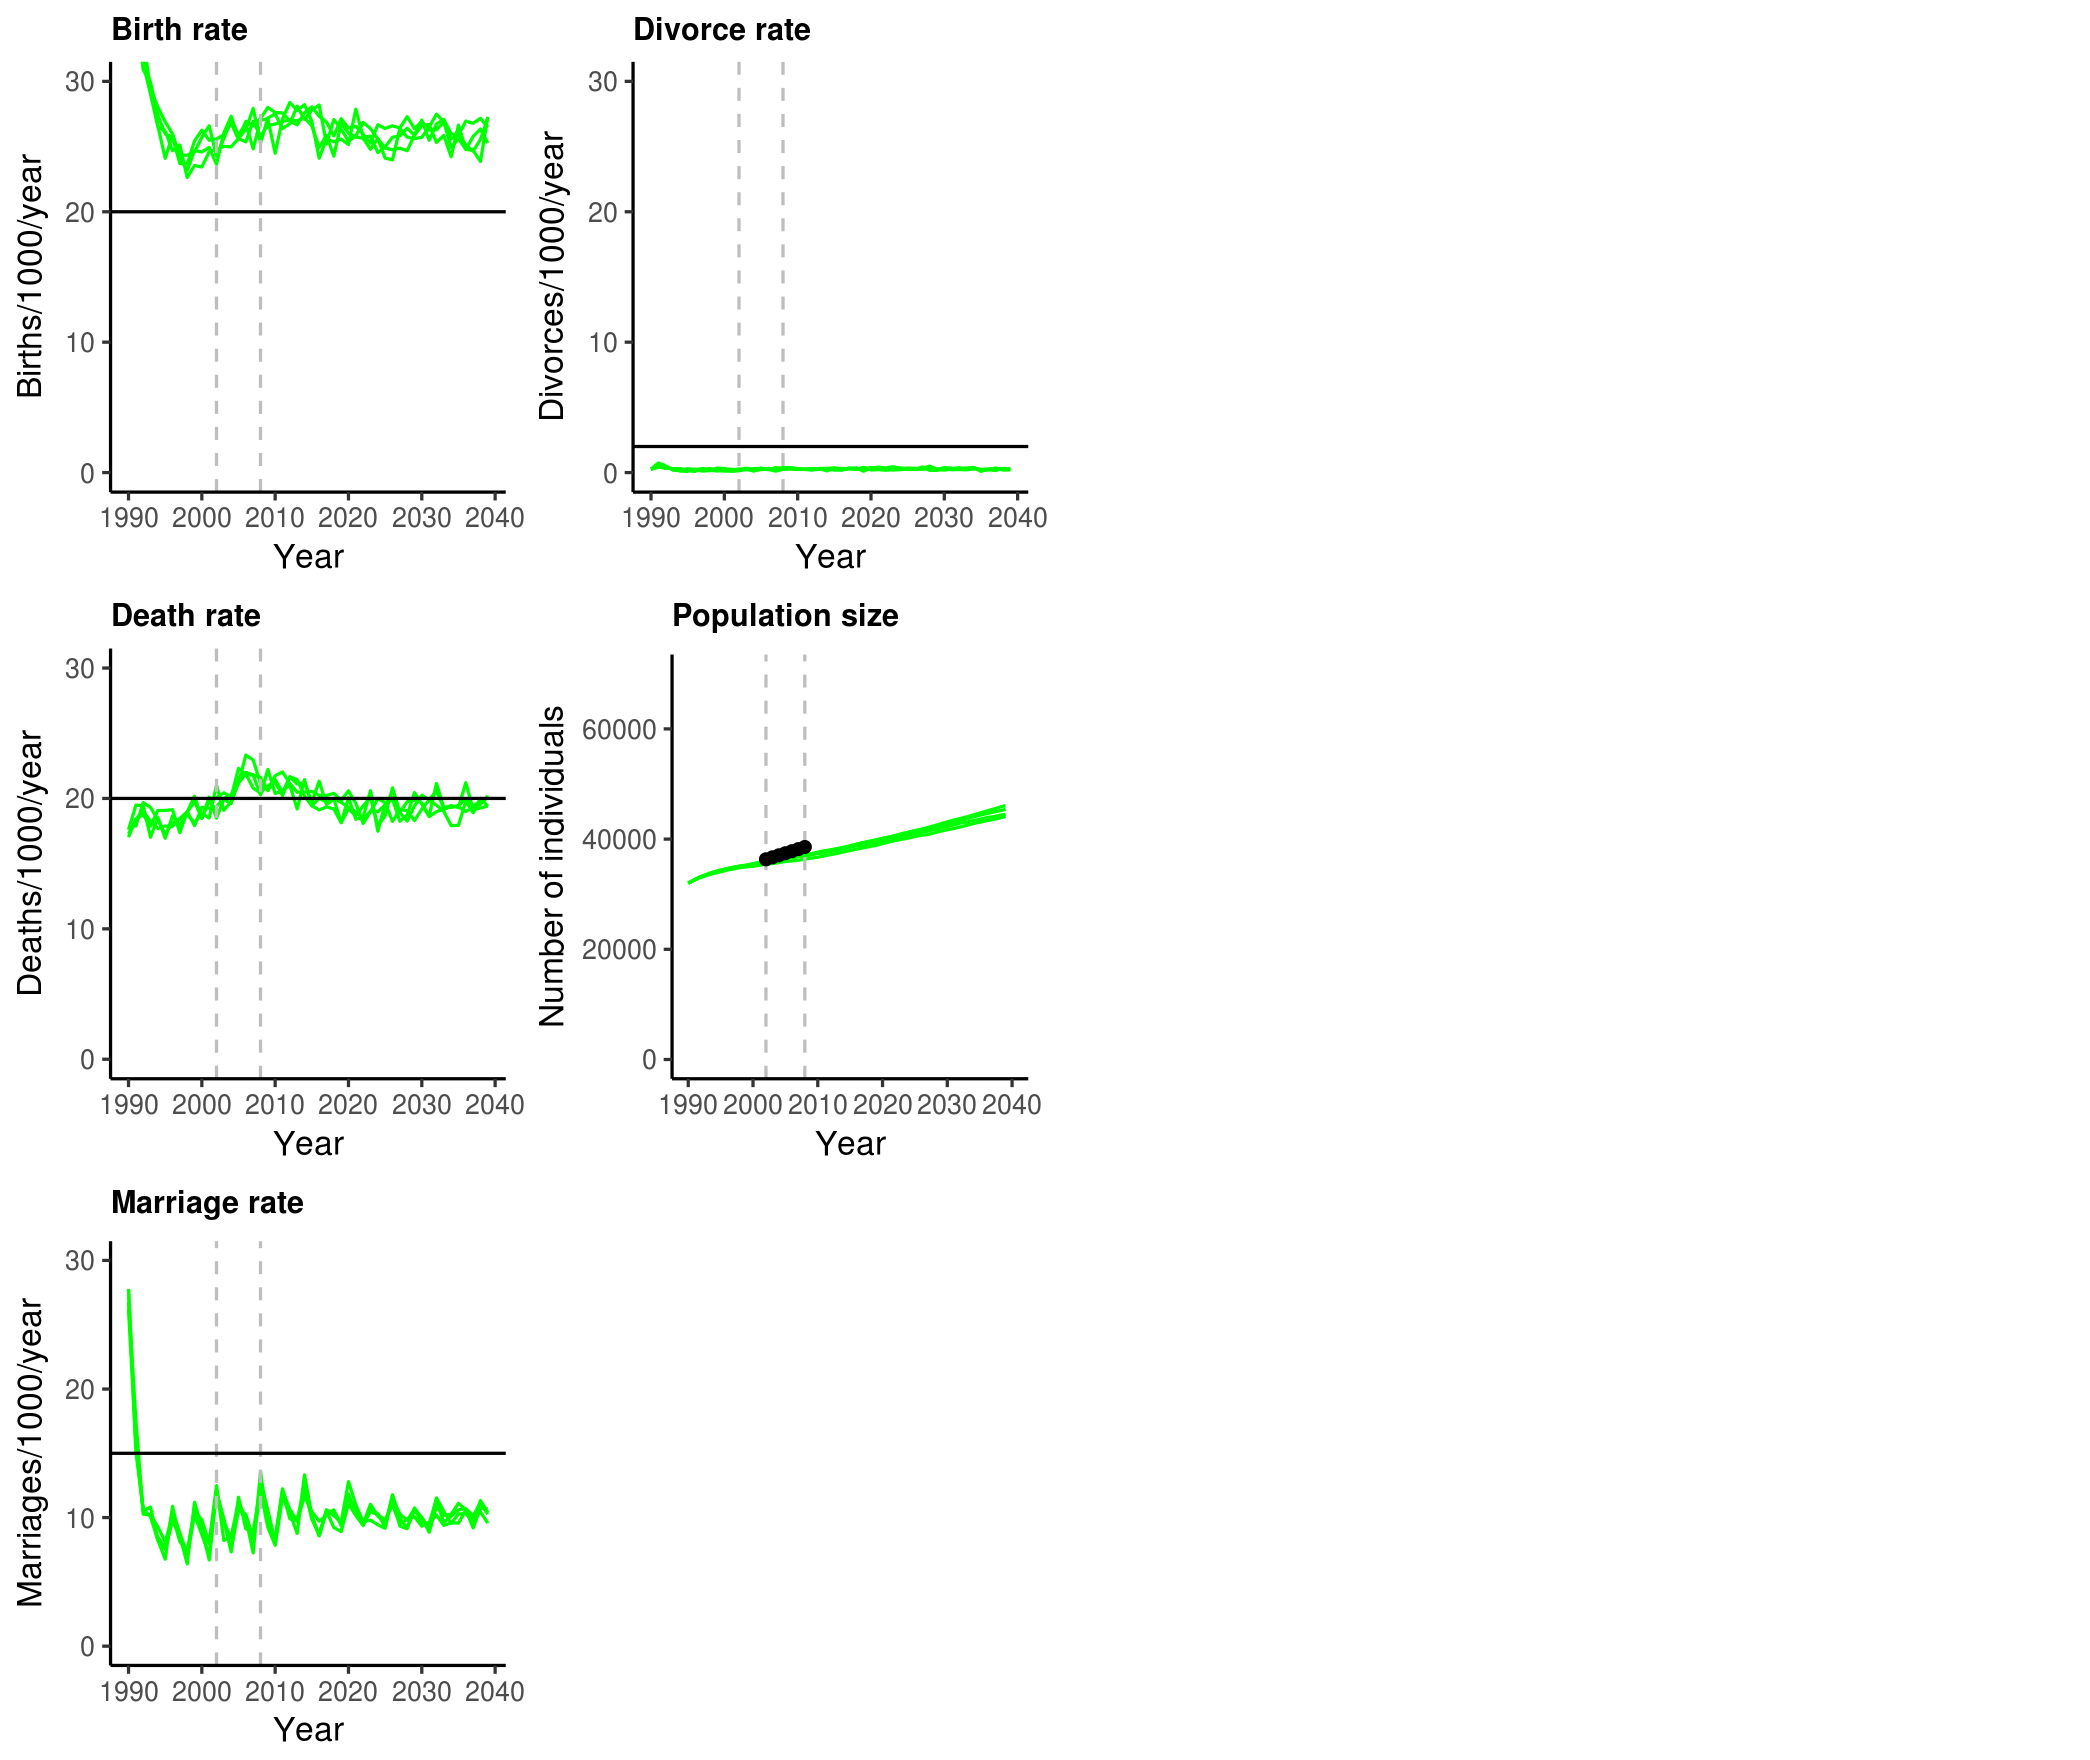 Birth rate
Births/1000/year
30
20
10
0
1990 2000 2010 2020 2030 2040
Year
Divorce rate
Divorces/1000/year
30
20
10
0
1990 2000 2010 2020 2030 2040
Year
Death rate
Deaths/1000/year
30
20
10
0
1990 2000 2010 2020 2030 2040
Year
Population size
Number of individuals
60000
40000
20000
0
1990 2000 2010 2020 2030 2040
Year
Marriage rate
Marriages/1000/year
30
20
10
0
1990 2000 2010 2020 2030 2040
Year